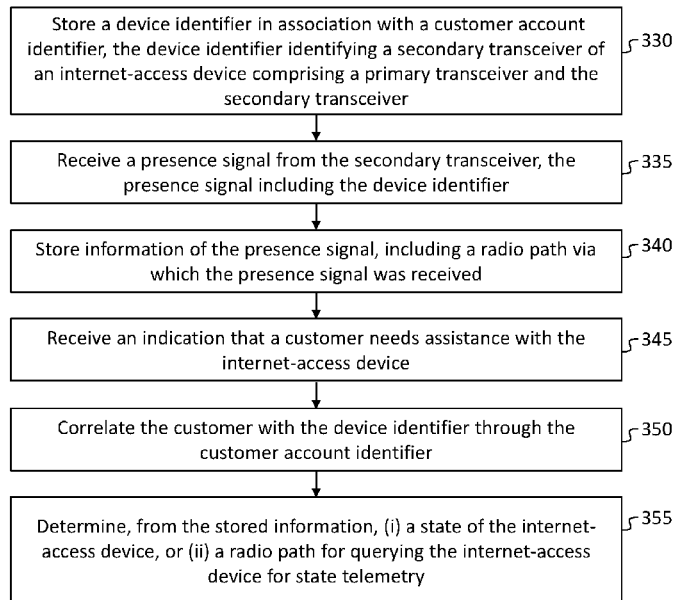 Store a device identifier in association with a customer account
identifier, the device identifier identifying a secondary transceiver of
an internet-access device comprising a primary transceiver and the
secondary transceiver
330
Receive a presence signal from the secondary transceiver, the
presence signal including the device identifier
335
Store information of the presence signal, including a radio path via
which the presence signal was received
340
Receive an indication that a customer needs assistance with the
internet-access device
345
Correlate the customer with the device identifier through the
customer account identifier
350
Determine, from the stored information, (i) a state of the internet-
access device, or (ii) a radio path for querying the internet-access
device for state telemetry
355